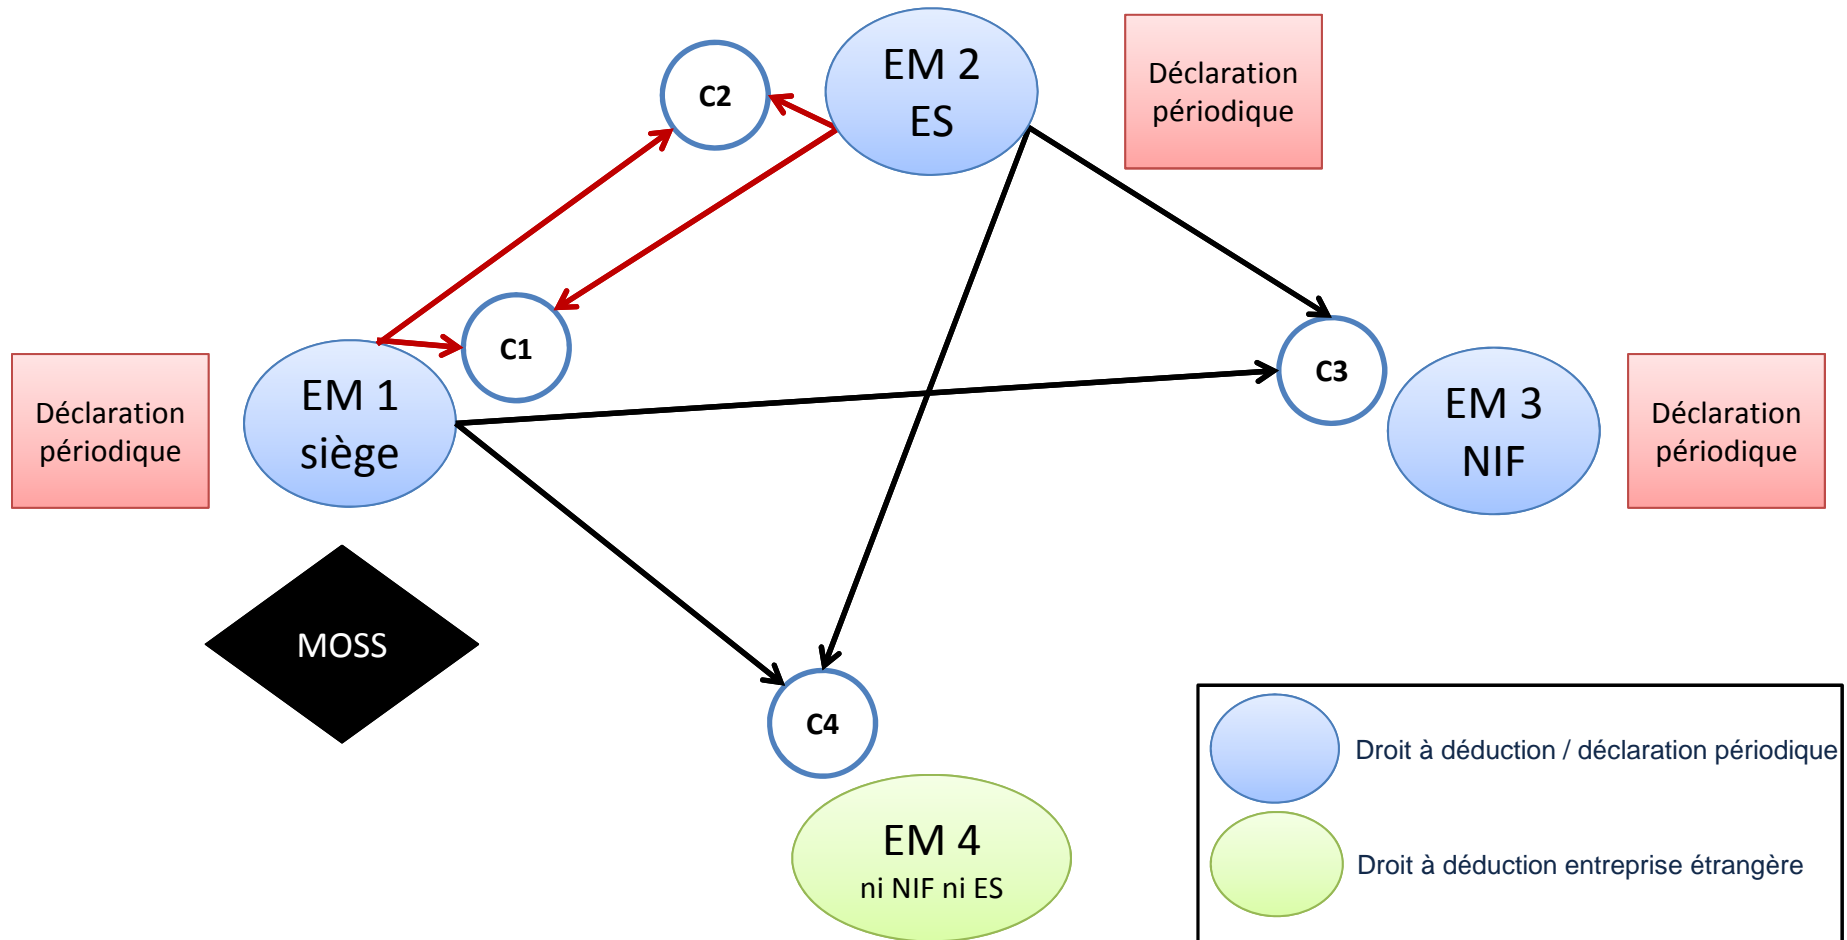 EM 2
ES
Déclaration
périodique
C2
C1
C3
EM 1
siège
Déclaration
périodique
EM 3
NIF
Déclaration
périodique
MOSS
C4
EM 4
ni NIF ni ES
Droit à déduction / déclaration périodique
Droit à déduction entreprise étrangère